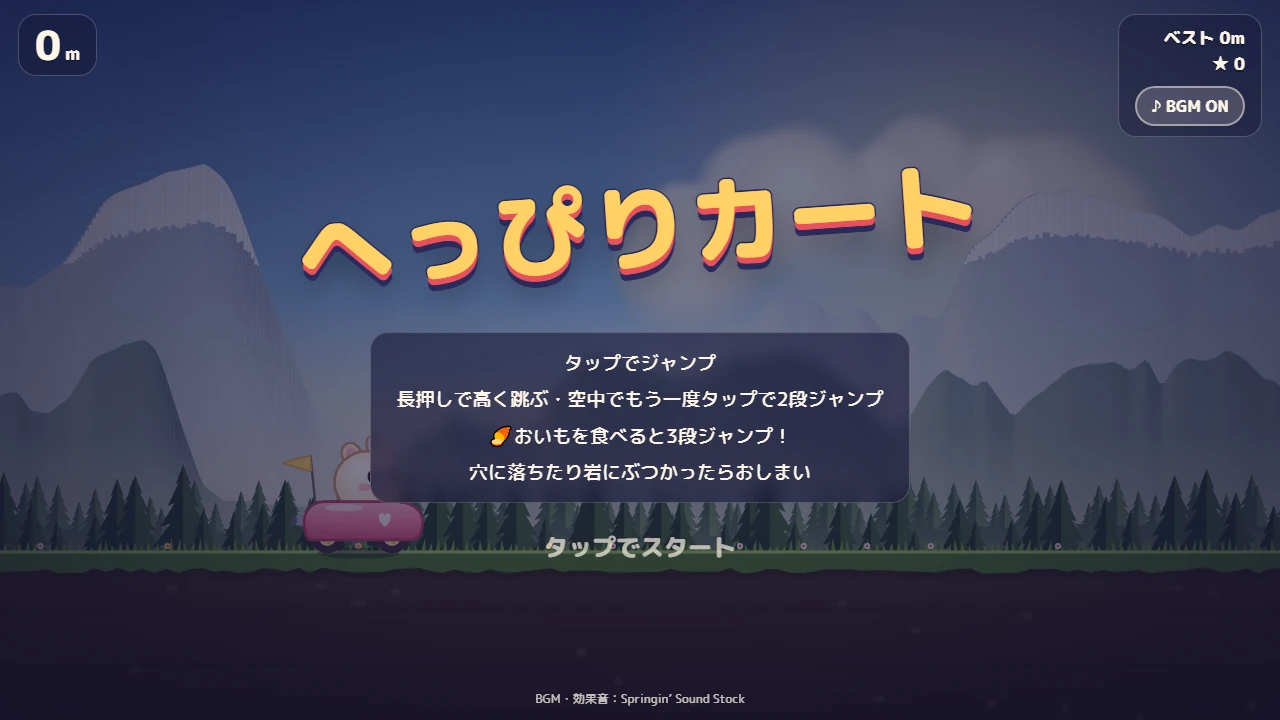 0 m
ベスト 0m
★ 0
♪ BGM ON
へっぴりカート
タップでジャンプ
長押しで高く跳ぶ・空中でもう一度タップで2段ジャンプ
🍠おいもを食べると3段ジャンプ！
穴に落ちたり岩にぶつかったらおしまい
タップでスタート
BGM・効果音：Springin’ Sound Stock